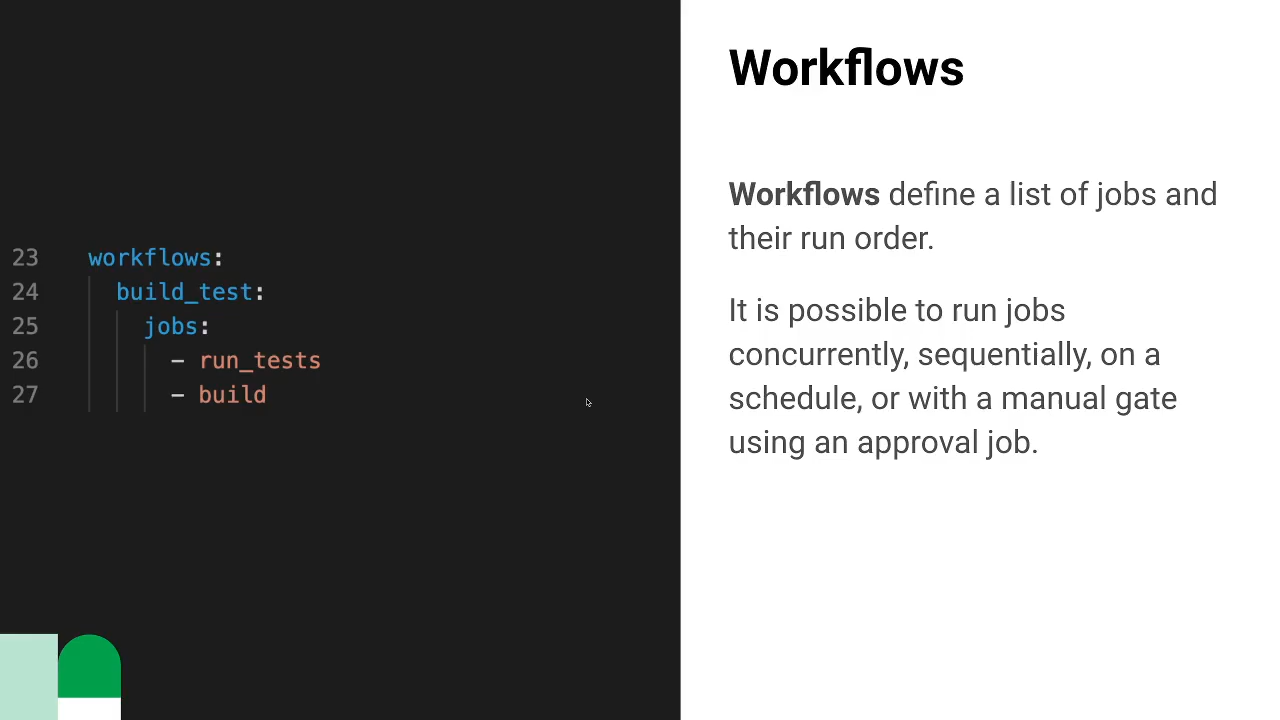 23 workflows:
24 build_test:
25 jobs:
26 - run_tests
27 - build
Workflows
Workflows define a list of jobs and
their run order.
It is possible to run jobs
concurrently, sequentially, on a
schedule, or with a manual gate
using an approval job.